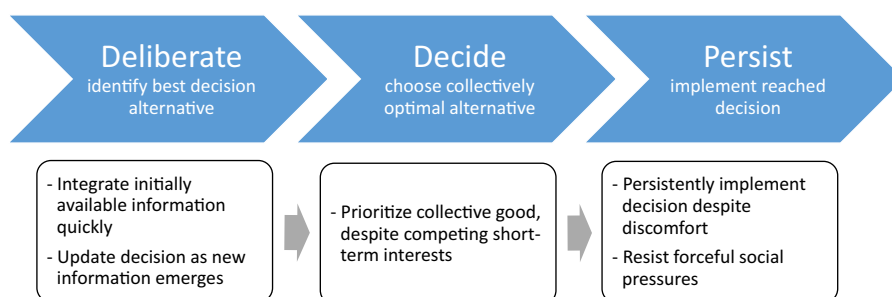 Deliberate
identify best decision
alternative
Decide
choose collectively
optimal alternative
Persist
implement reached
decision
- Integrate initially
available information
quickly
- Update decision as new
information emerges
- Prioritize collective good,
despite competing short-
term interests
- Persistently implement
decision despite
discomfort
- Resist forceful social
pressures